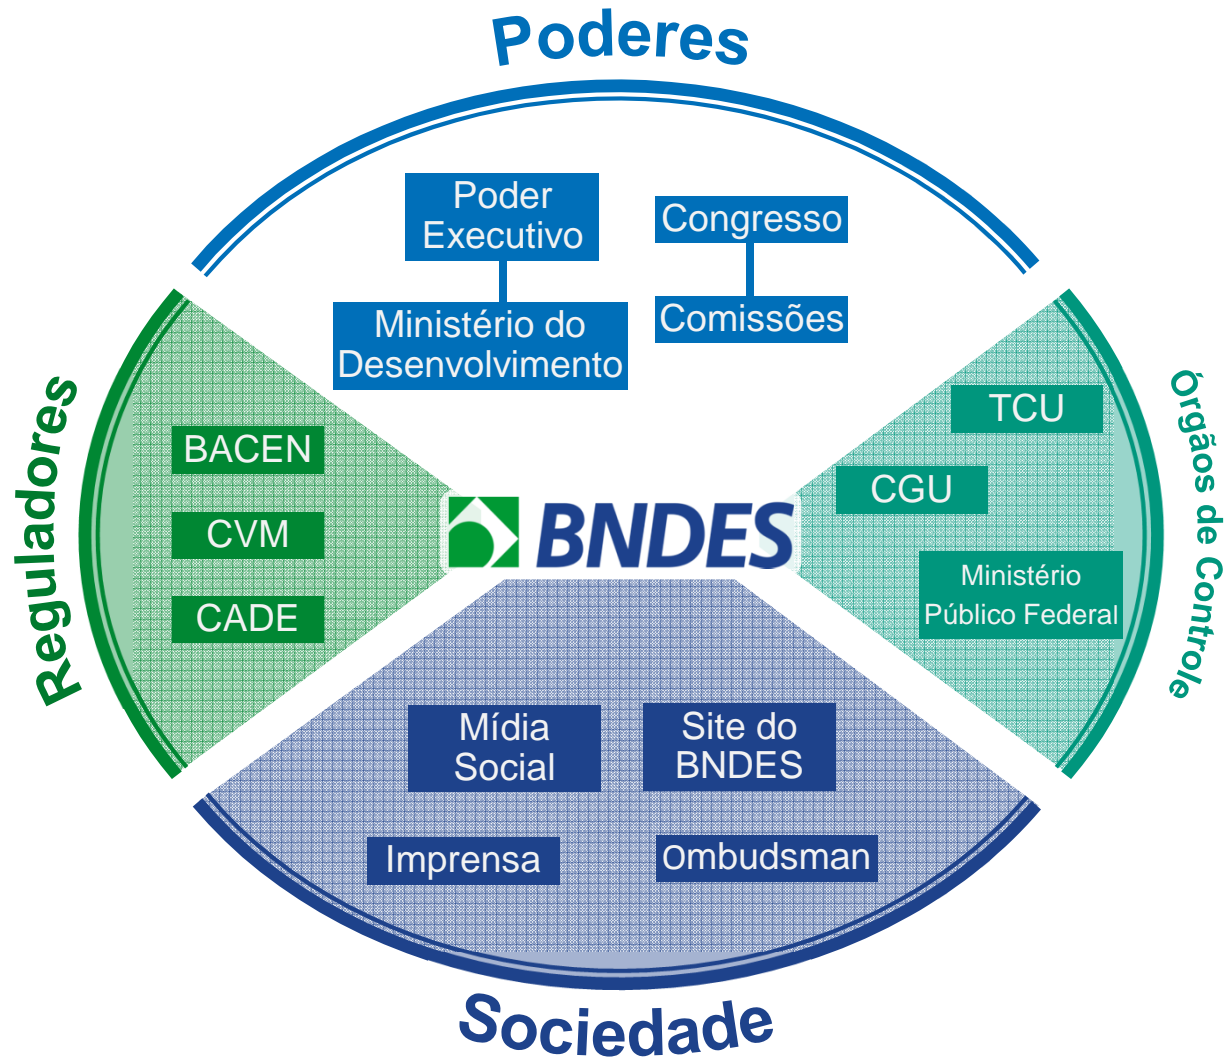 Poderes
Poder
Executivo
Congresso
Ministério do
Desenvolvimento
Comissões
Reguladores
BACEN
CVM
CADE
BNDES
Órgãos de Controle
TCU
CGU
Ministério
Público Federal
Mídia
Social
Site do
BNDES
Imprensa
Ombudsman
Sociedade